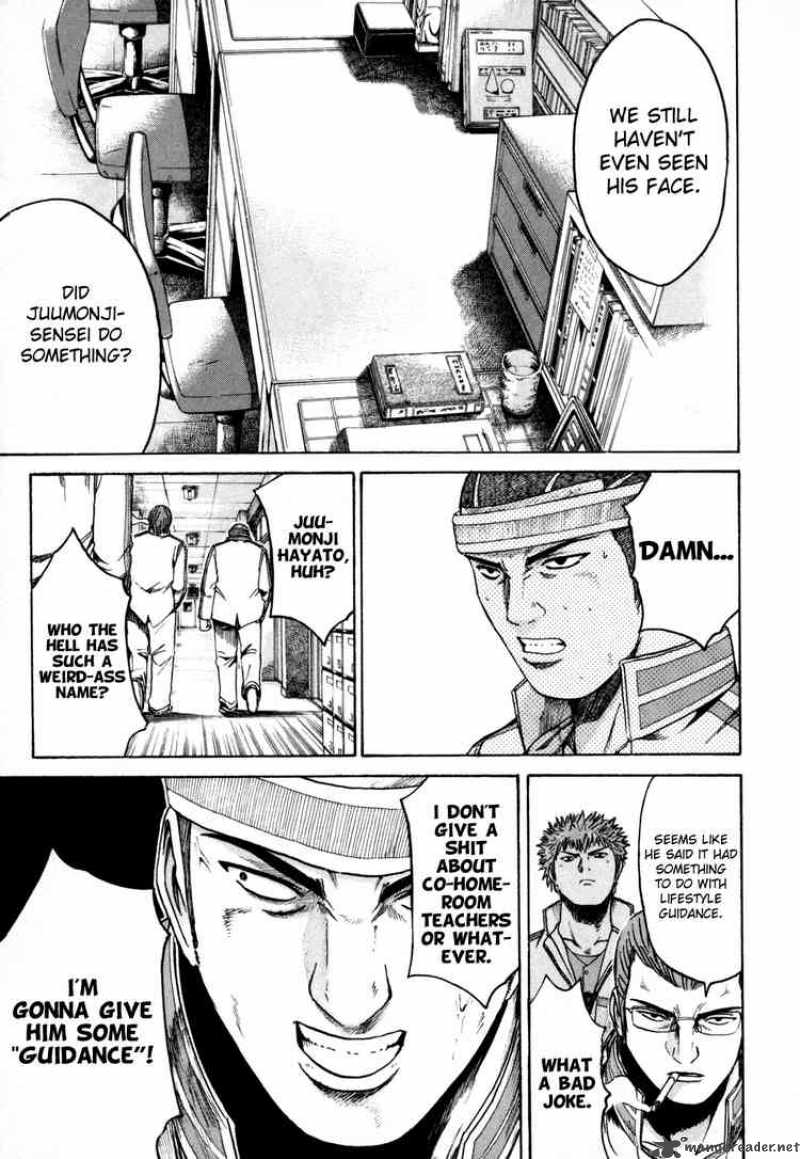 WE STILL
HAVEN'T
EVEN SEEN
HIS FACE.
DID
JUUMONJI-
SENSEI DO
SOMETHING?
DAMN...
JUU-
MONJI
HAYATO,
HUH?
WHO THE
HELL HAS
SUCH A
WEIRD-ASS
NAME?
SEEMS LIKE
HE SAID IT HAD
SOMETHING
TO DO WITH
LIFESTYLE
GUIDANCE.
WHAT
A BAD
JOKE.
I DON'T
GIVE A
SHIT
ABOUT
CO-HOME-
ROOM
TEACHERS
OR WHAT-
EVER.
I'M
GONNA GIVE
HIM SOME
"GUIDANCE"!
mangareader.net